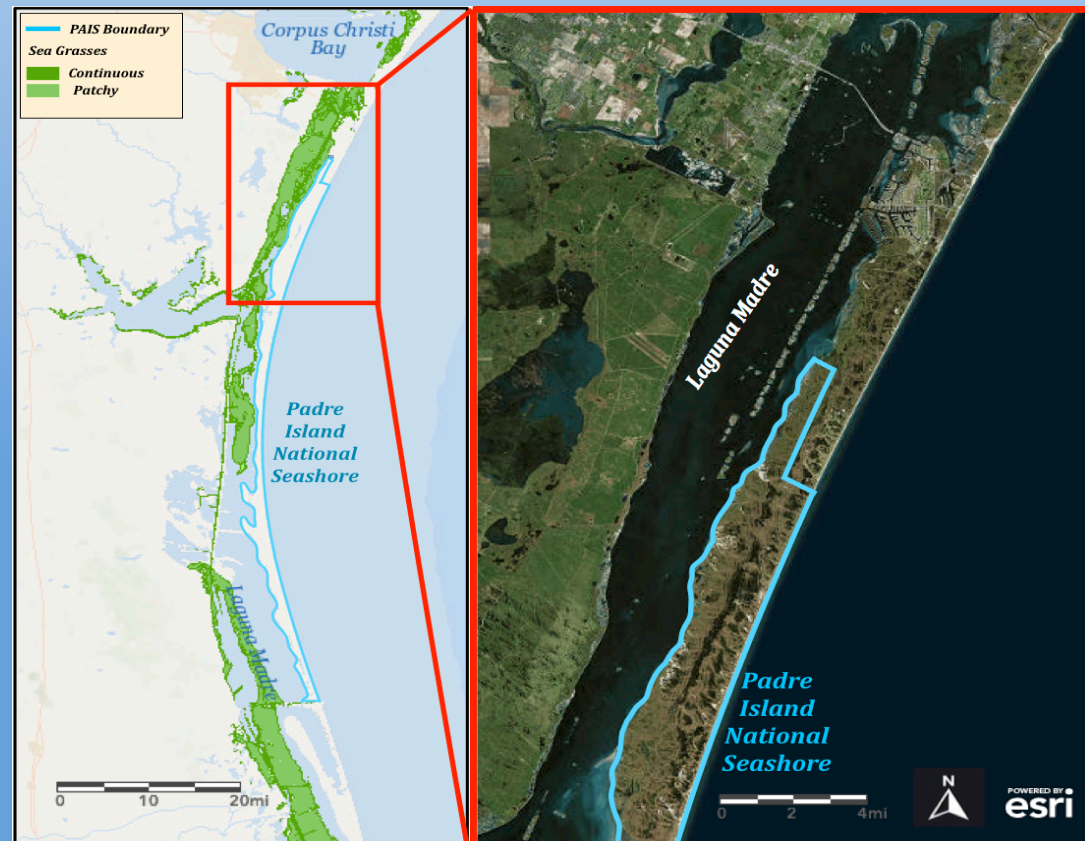 PAIS Boundary
Sea Grasses
Continuous
Patchy
Corpus Christi
Bay
Padre
Island
National
Seashore
Laguna Madre
0 10 20mi
Laguna Madre
Padre
Island
National
Seashore
0 2 4mi
N
POWERED BY
esri